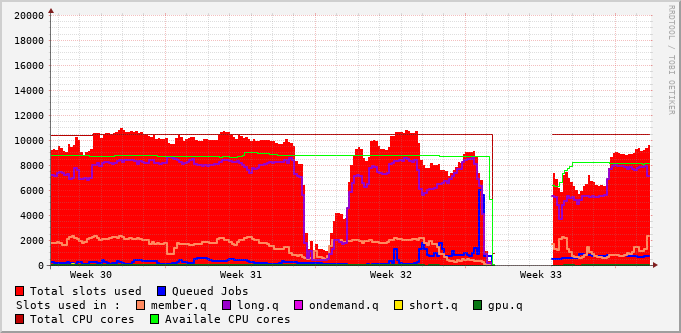 RRDTOOL / TOBI OETIKER
20000
18000
16000
14000
12000
10000
8000
6000
4000
2000
0
Week 30 Week 31 Week 32 Week 33
Total slots used Queued Jobs
Slots used in : member.q long.q ondemand.q short.q gpu.q
Total CPU cores Availale CPU cores